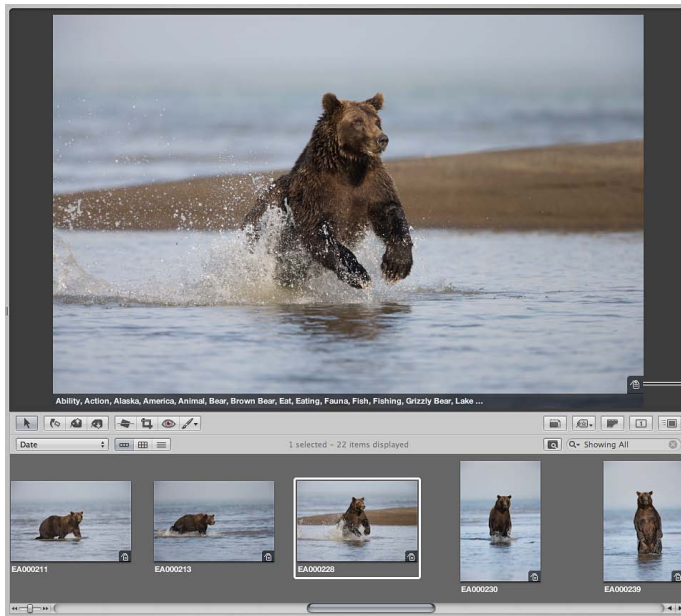 Ability, Action, Alaska, America, Animal, Bear, Brown Bear, Eat, Eating, Fauna, Fish, Fishing, Grizzly Bear, Lake ...
Date
1 selected - 22 items displayed
Showing All
EA000211
EA000213
EA000228
EA000230
EA000239